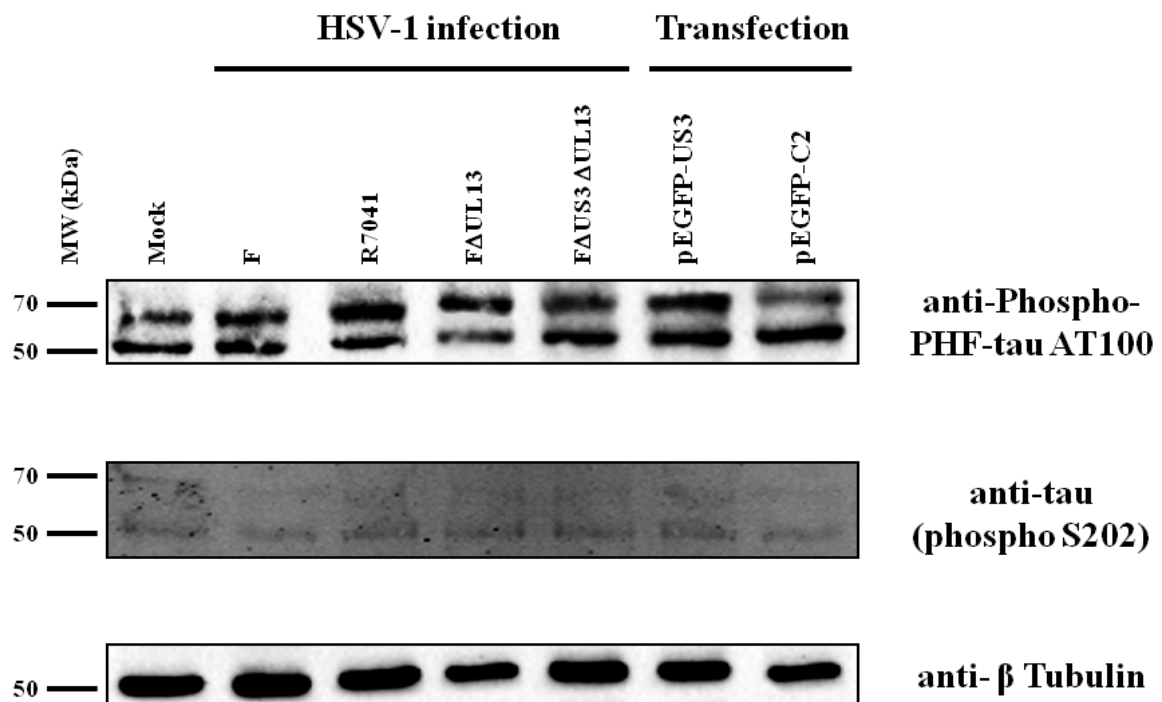 HSV-1 infection Transfection
MW (kDa) Mock F R7041 FΔUL13 FΔUS3 ΔUL13 pEGFP-US3 pEGFP-C2
70
50
anti-Phospho-
PHF-tau AT100
70
50
anti-tau
(phospho S202)
50
anti- β Tubulin